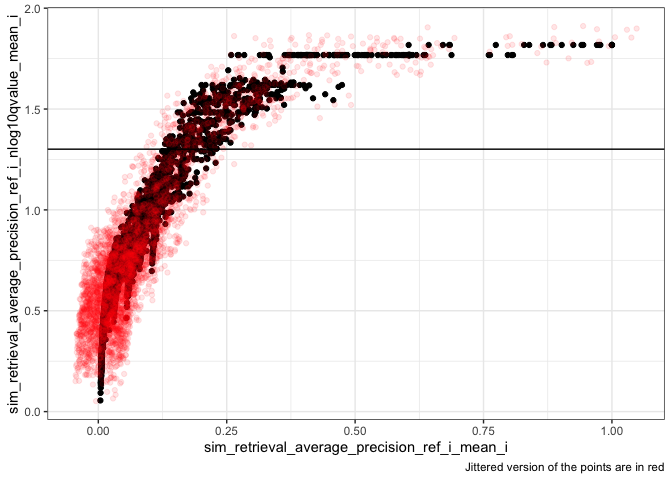 sim_retrieval_average_precision_ref_i_nlog10qvalue_mean_i
2.0
1.5
1.0
0.5
0.0
0.00 0.25 0.50 0.75 1.00
sim_retrieval_average_precision_ref_i_mean_i
Jittered version of the points are in red